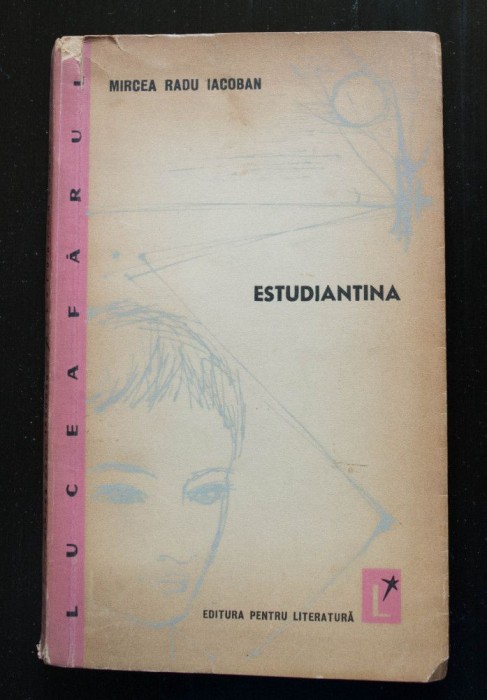 MIRCEA RADU IACOBAN
ESTUDIANTINA
EDITURA PENTRU LITERATURĂ
L
LUCEAFĂRUL